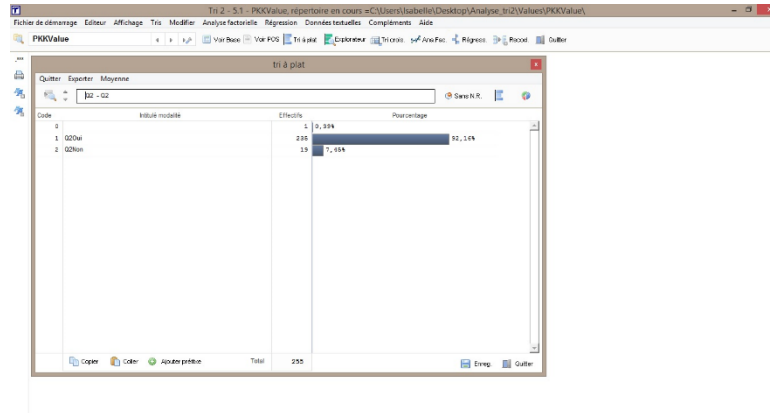 Tri 2 - 5.1 - PKKValue, répertoire en cours =C:\Users\Isabelle\Desktop\Analyse_tri2\Values\PKKValue\
Fichier de démarrage Editeur Affichage Tris Modifier Analyse factorielle Régression Données textuelles Compléments Aide
PKKValue Voir Base Voir POS Tri à plat Explorateur Tri crois. Ana Fac. Régress. Recod. Quitter
tri à plat
Quitter Exporter Moyenne
Q2 - Q2 Sans N.R.
Code Intitulé modalité Effectifs Pourcentage
0 1 0,39%
1 Q2Oui 235 92,16%
2 Q2Non 19 7,45%
Copier Coller Ajouter préfixe Total 255 Enreg. Quitter